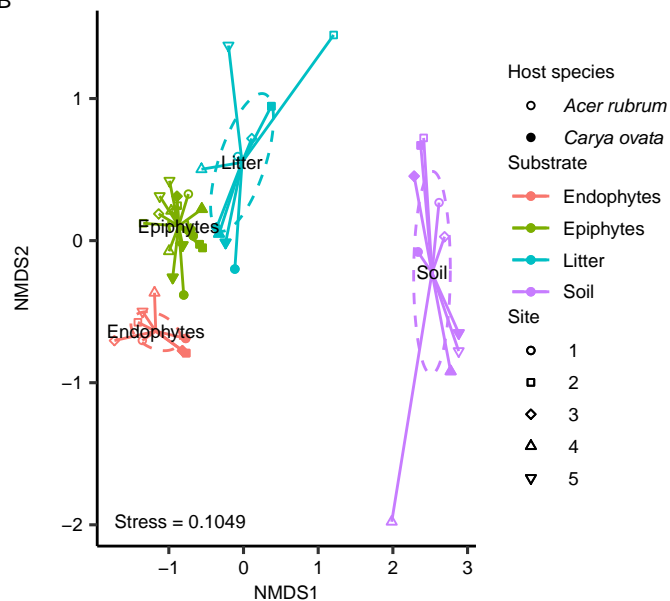 B
Host species
Acer rubrum
Carya ovata
Substrate
Endophytes
Epiphytes
Litter
Soil
Site
1
2
3
4
5
NMDS2
1
0
−1
−2
Litter
Epiphytes
Soil
Endophytes
Stress = 0.1049
−1 0 1 2 3
NMDS1